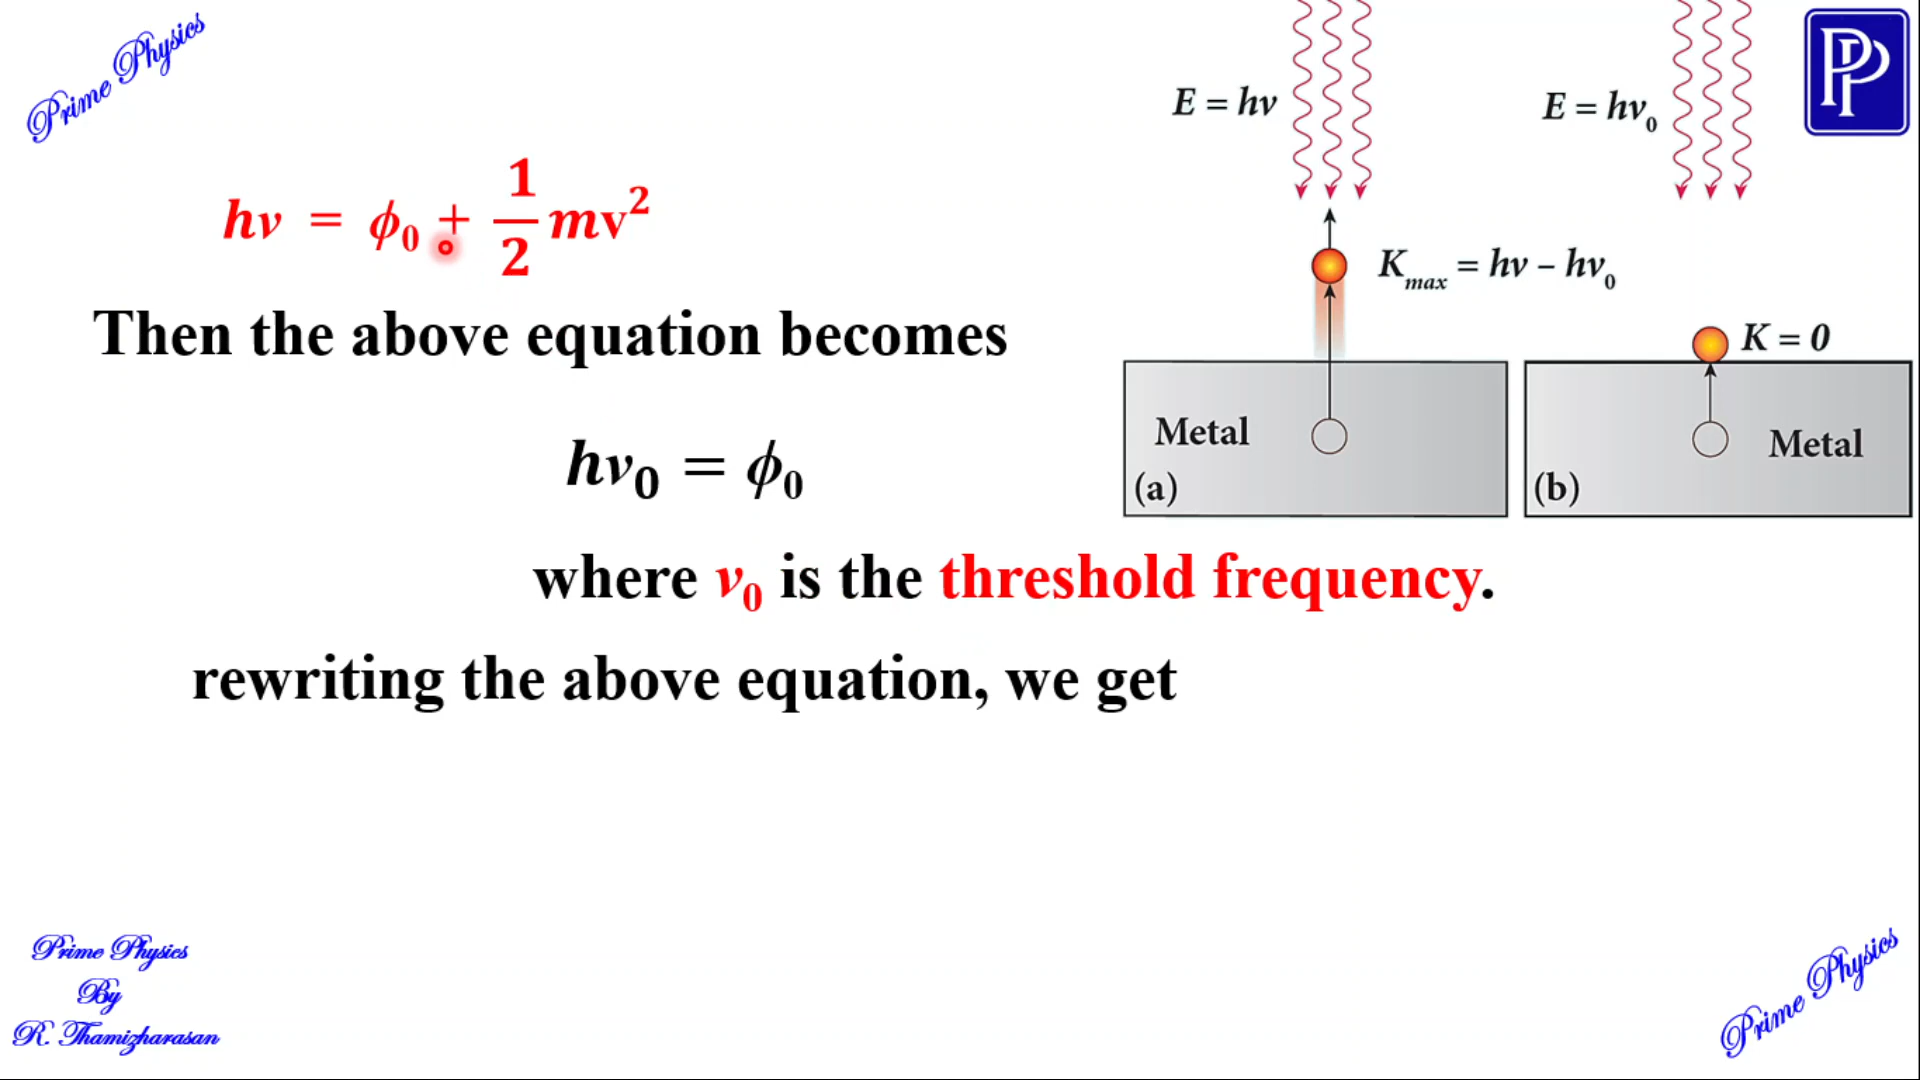 Prime Physics
hν = ϕ₀ + 1/2 mv²
Then the above equation becomes
hν₀ = ϕ₀
where ν₀ is the threshold frequency.
rewriting the above equation, we get
E = hν
K_max = hν – hν₀
Metal
(a)
E = hν₀
K = 0
Metal
(b)
PP
Prime Physics
By
R. Thamizharasan
Prime Physics